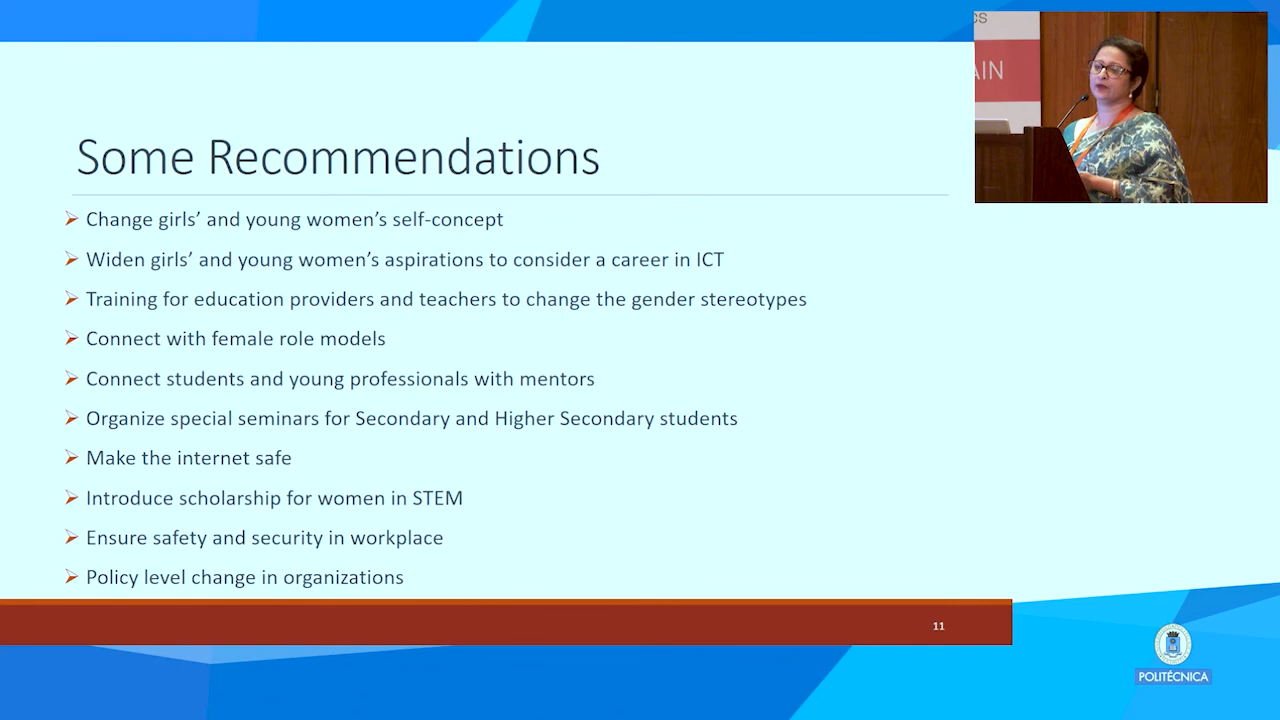 CS
AIN
Some Recommendations
Change girls’ and young women’s self-concept
Widen girls’ and young women’s aspirations to consider a career in ICT
Training for education providers and teachers to change the gender stereotypes
Connect with female role models
Connect students and young professionals with mentors
Organize special seminars for Secondary and Higher Secondary students
Make the internet safe
Introduce scholarship for women in STEM
Ensure safety and security in workplace
Policy level change in organizations
11
POLITÉCNICA